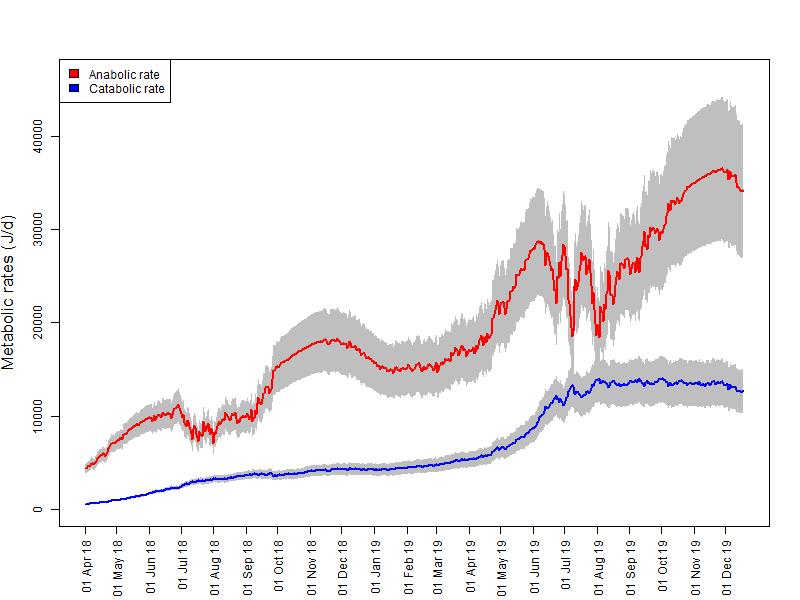 Anabolic rate
Catabolic rate
Metabolic rates (J/d)
40000
30000
20000
10000
0
01 Apr 18
01 May 18
01 Jun 18
01 Jul 18
01 Aug 18
01 Sep 18
01 Oct 18
01 Nov 18
01 Dec 18
01 Jan 19
01 Feb 19
01 Mar 19
01 Apr 19
01 May 19
01 Jun 19
01 Jul 19
01 Aug 19
01 Sep 19
01 Oct 19
01 Nov 19
01 Dec 19